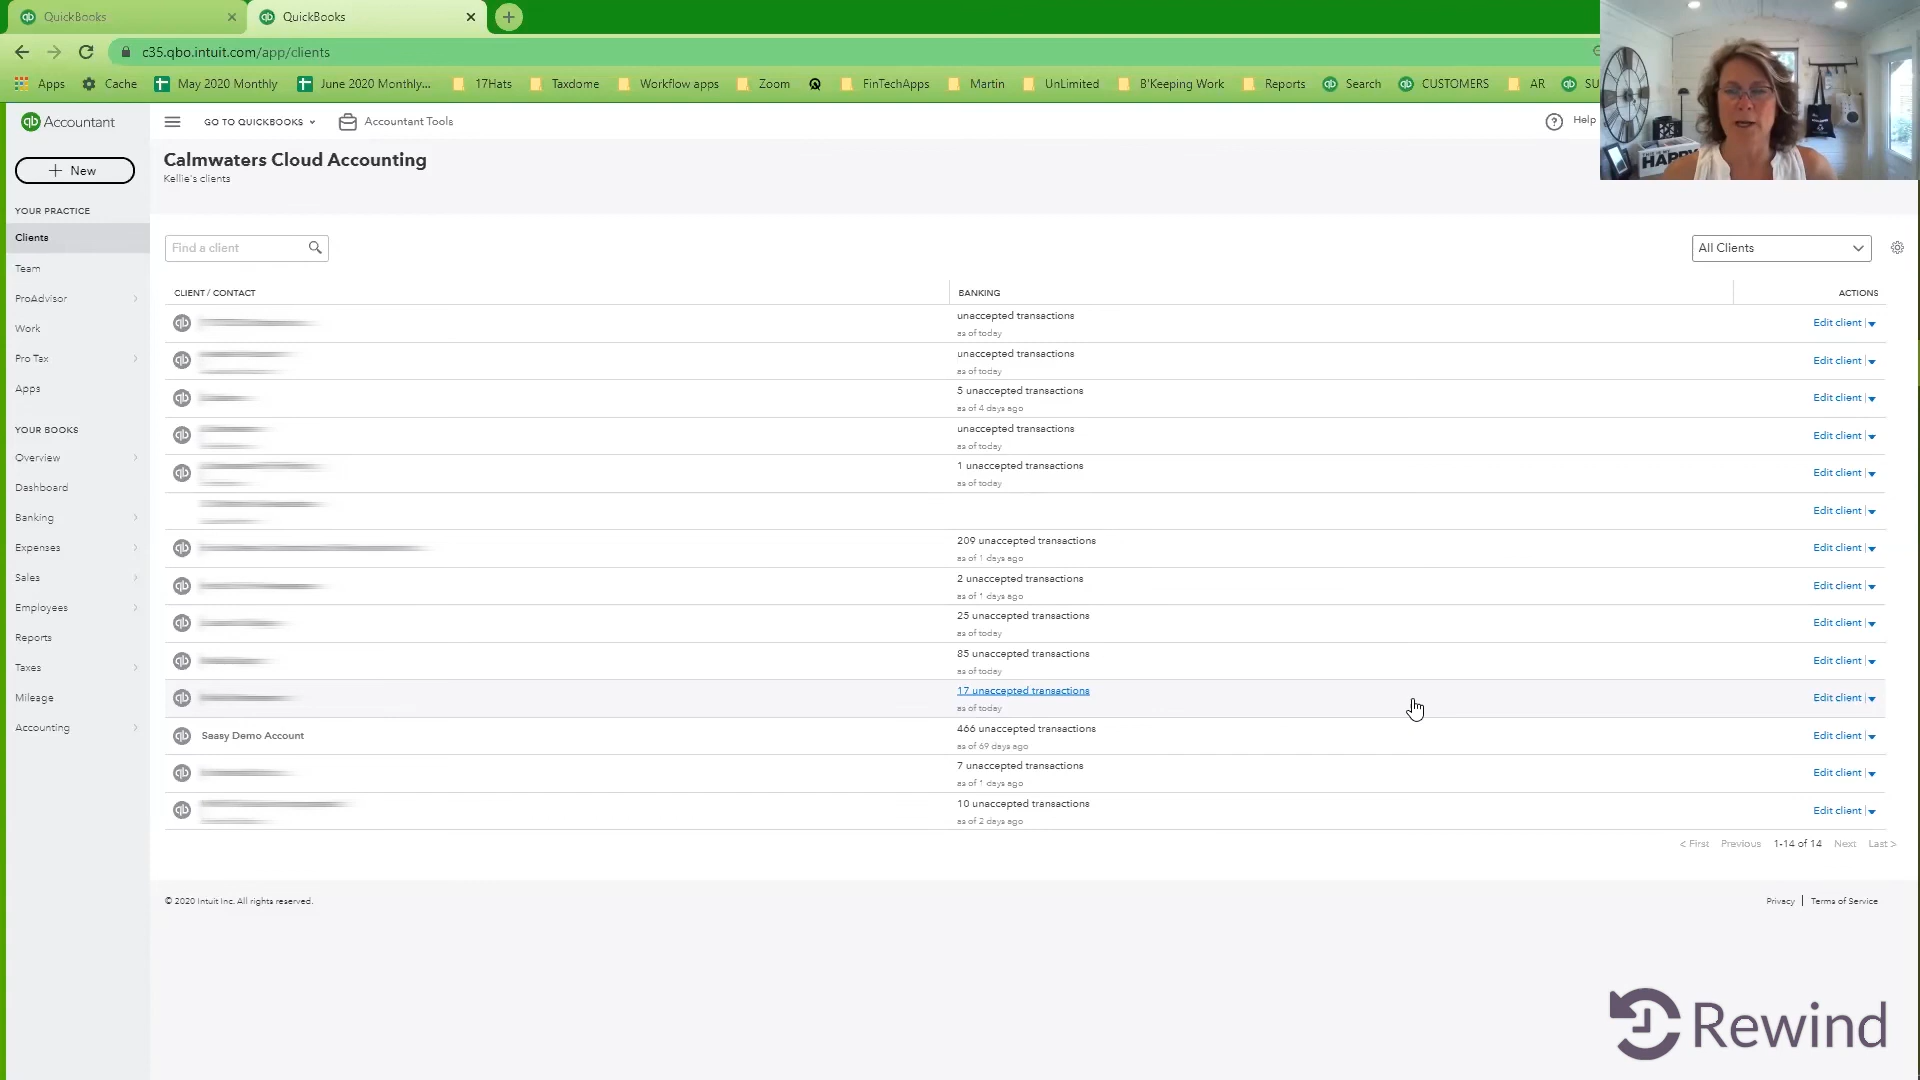 QuickBooks
QuickBooks
c35.qbo.intuit.com/app/clients
Apps
Cache
May 2020 Monthly
June 2020 Monthly...
17Hats
Taxdome
Workflow apps
Zoom
FinTechApps
Martin
UnLimited
B'Keeping Work
Reports
Search
CUSTOMERS
AR
SU
qb Accountant
GO TO QUICKBOOKS
Accountant Tools
Help
+ New
YOUR PRACTICE
Clients
Team
ProAdvisor
Work
Pro Tax
Apps
YOUR BOOKS
Overview
Dashboard
Banking
Expenses
Sales
Employees
Reports
Taxes
Mileage
Accounting
Calmwaters Cloud Accounting
Kellie's clients
Find a client
All Clients
CLIENT / CONTACT BANKING ACTIONS
unaccepted transactions Edit client
as of today
unaccepted transactions Edit client
as of today
5 unaccepted transactions Edit client
as of 4 days ago
unaccepted transactions Edit client
as of today
1 unaccepted transactions Edit client
as of today
Edit client
209 unaccepted transactions Edit client
as of 1 days ago
2 unaccepted transactions Edit client
as of 1 days ago
25 unaccepted transactions Edit client
as of today
85 unaccepted transactions Edit client
as of today
17 unaccepted transactions Edit client
as of today
Saasy Demo Account 466 unaccepted transactions Edit client
as of 69 days ago
7 unaccepted transactions Edit client
as of 1 days ago
10 unaccepted transactions Edit client
as of 2 days ago
< First Previous 1-14 of 14 Next Last >
© 2020 Intuit Inc. All rights reserved.
Privacy | Terms of Service
HAPPY
Rewind